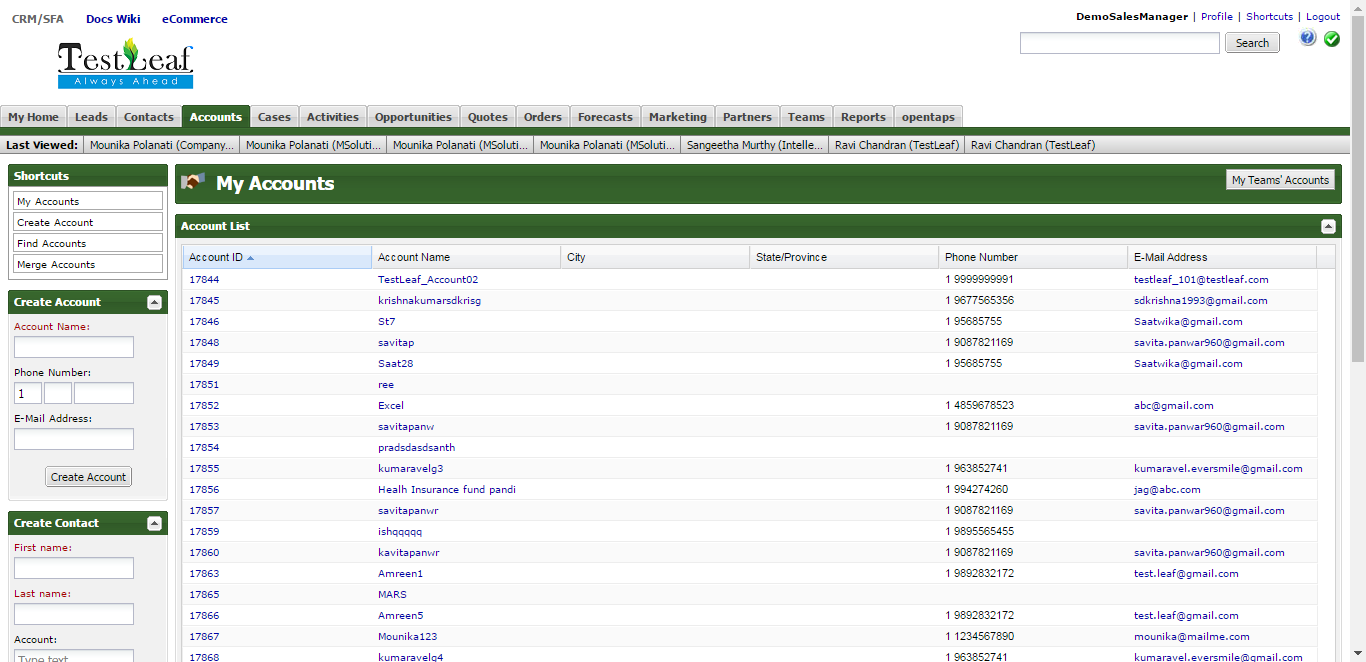 CRM/SFA Docs Wiki eCommerce
DemoSalesManager | Profile | Shortcuts | Logout
Search
TestLeaf
Always Ahead
My Home Leads Contacts Accounts Cases Activities Opportunities Quotes Orders Forecasts Marketing Partners Teams Reports opentaps
Last Viewed: Mounika Polanati (Company... Mounika Polanati (MSoluti... Mounika Polanati (MSoluti... Mounika Polanati (MSoluti... Sangeetha Murthy (Intelle... Ravi Chandran (TestLeaf) Ravi Chandran (TestLeaf)
Shortcuts
My Accounts
Create Account
Find Accounts
Merge Accounts
Create Account
Account Name:
Phone Number:
1
E-Mail Address:
Create Account
Create Contact
First name:
Last name:
Account:
Type text
My Accounts
My Teams' Accounts
Account List
Account ID Account Name City State/Province Phone Number E-Mail Address
17844 TestLeaf_Account02 1 9999999991 testleaf_101@testleaf.com
17845 krishnakumarsdkrisg 1 9677565356 sdkrishna1993@gmail.com
17846 St7 1 95685755 Saatwika@gmail.com
17848 savitap 1 9087821169 savita.panwar960@gmail.com
17849 Saat28 1 95685755 Saatwika@gmail.com
17851 ree
17852 Excel 1 4859678523 abc@gmail.com
17853 savitapanw 1 9087821169 savita.panwar960@gmail.com
17854 pradsdasdsanth
17855 kumaravelg3 1 963852741 kumaravel.eversmile@gmail.com
17856 Healh Insurance fund pandi 1 994274260 jag@abc.com
17857 savitapanwr 1 9087821169 savita.panwar960@gmail.com
17859 ishqqqqq 1 9895565455
17860 kavitapanwr 1 9087821169 savita.panwar960@gmail.com
17863 Amreen1 1 9892832172 test.leaf@gmail.com
17865 MARS
17866 Amreen5 1 9892832172 test.leaf@gmail.com
17867 Mounika123 1 1234567890 mounika@mailme.com
17868 kumaravelg4 1 963852741 kumaravel.eversmile@gmail.com